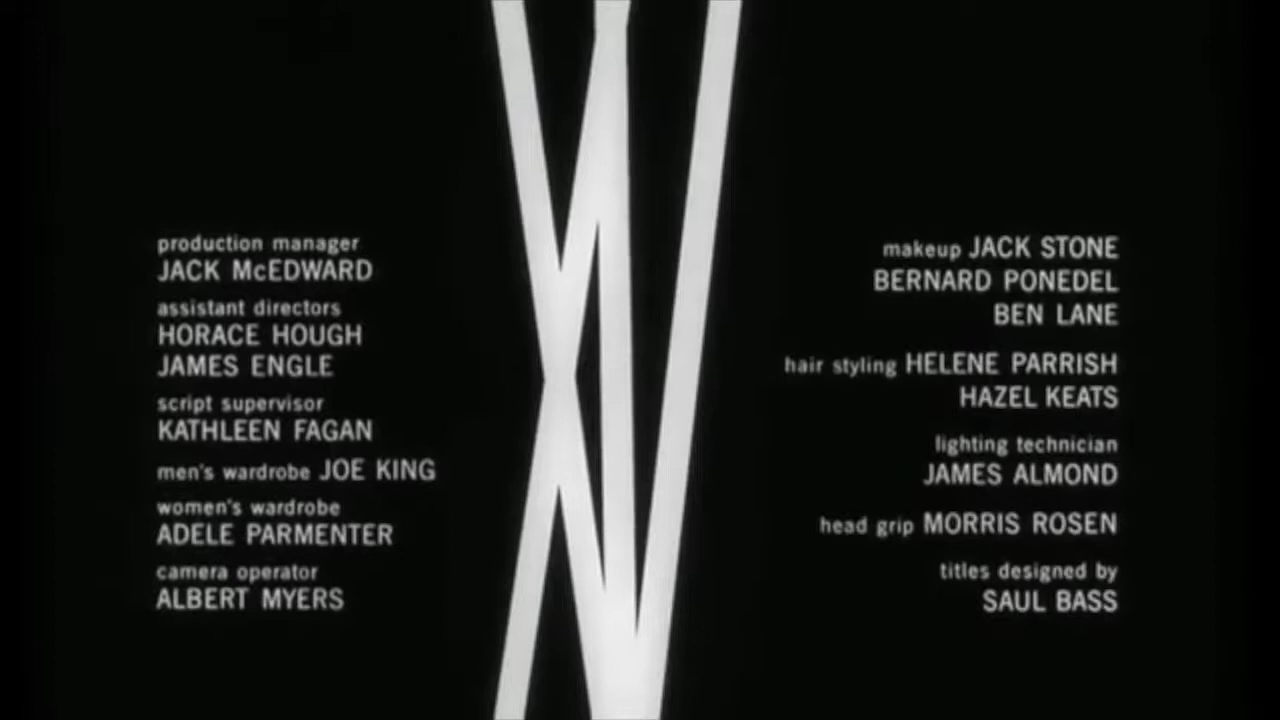 production manager
JACK McEDWARD
assistant directors
HORACE HOUGH
JAMES ENGLE
script supervisor
KATHLEEN FAGAN
men's wardrobe JOE KING
women's wardrobe
ADELE PARMENTER
camera operator
ALBERT MYERS
makeup JACK STONE
BERNARD PONEDEL
BEN LANE
hair styling HELENE PARRISH
HAZEL KEATS
lighting technician
JAMES ALMOND
head grip MORRIS ROSEN
titles designed by
SAUL BASS